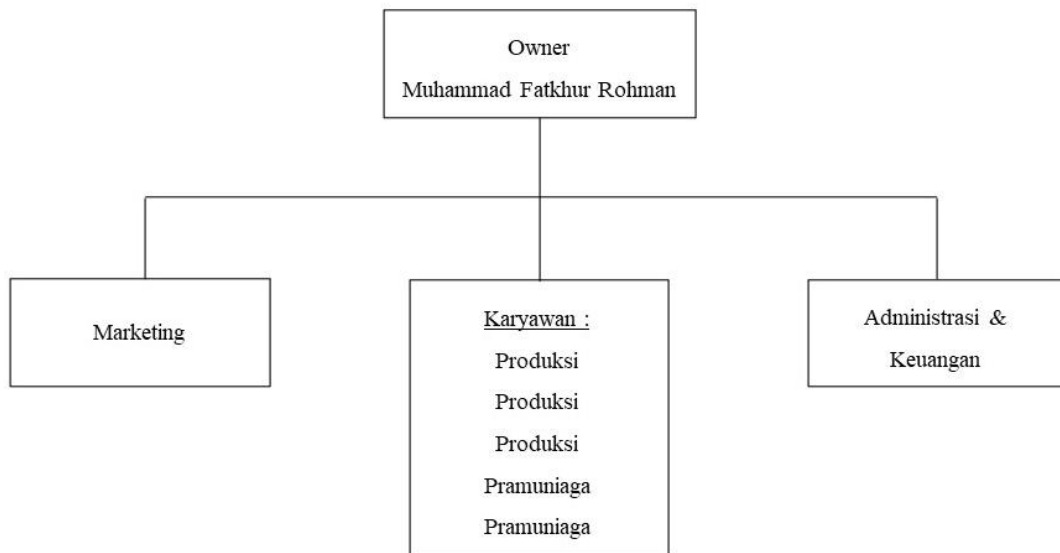 Owner
Muhammad Fatkhur Rohman
Marketing
Karyawan :
Produksi
Produksi
Produksi
Pramuniaga
Pramuniaga
Administrasi &
Keuangan